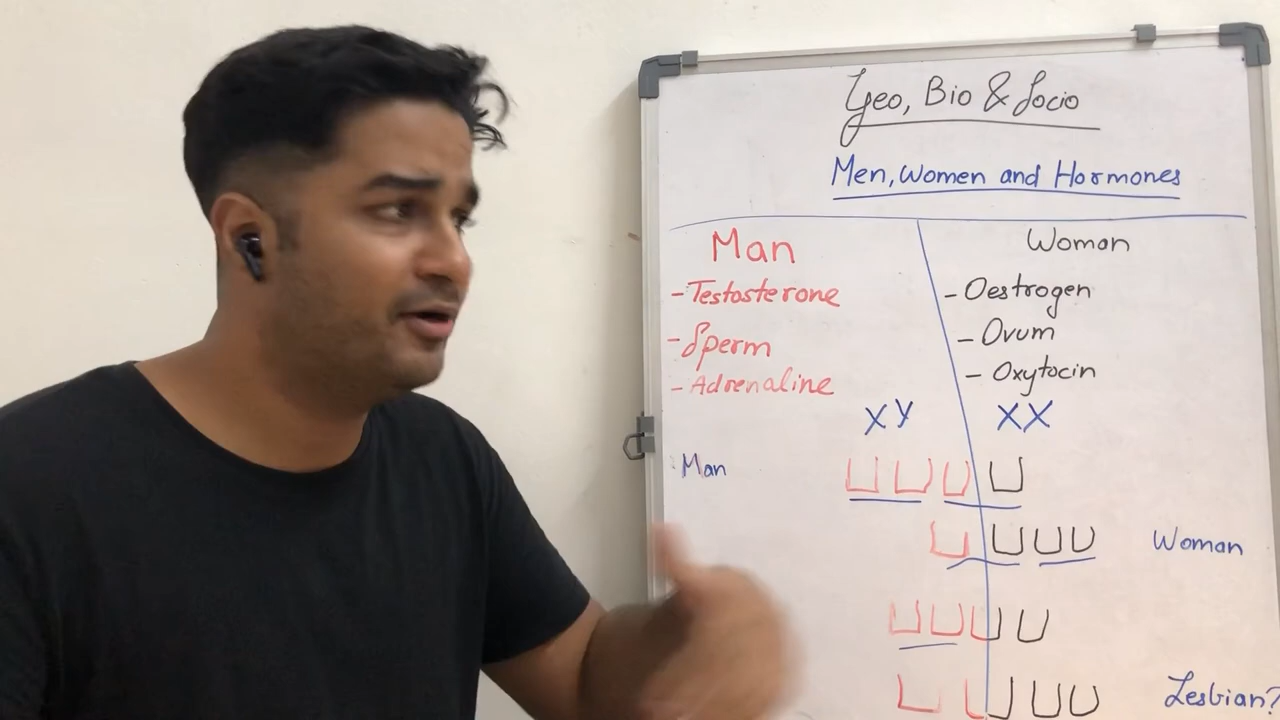 Geo, Bio & Socio
Men, Women and Hormones
Man
- Testosterone
- Sperm
- Adrenaline
Woman
- Oestrogen
- Ovum
- Oxytocin
XY XX
Man
Woman
Lesbian?